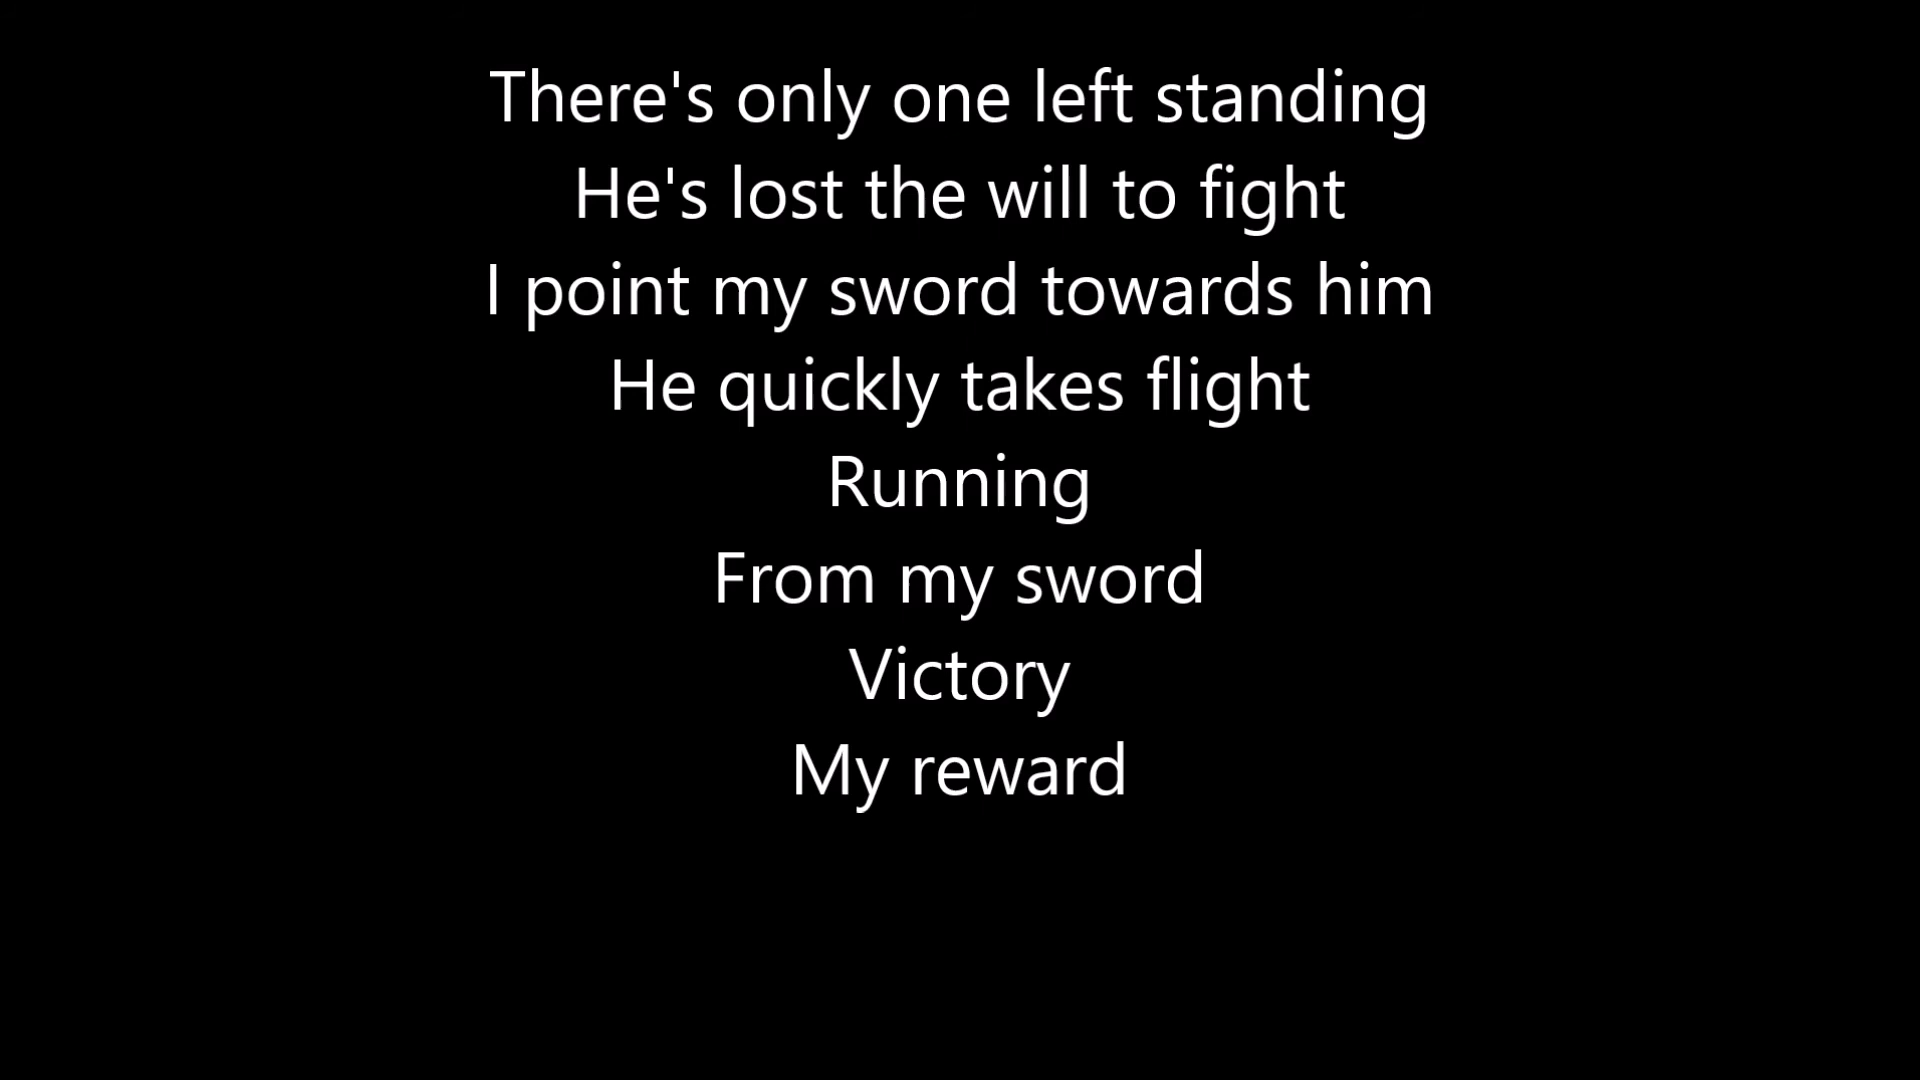 There's only one left standing
He's lost the will to fight
I point my sword towards him
He quickly takes flight
Running
From my sword
Victory
My reward